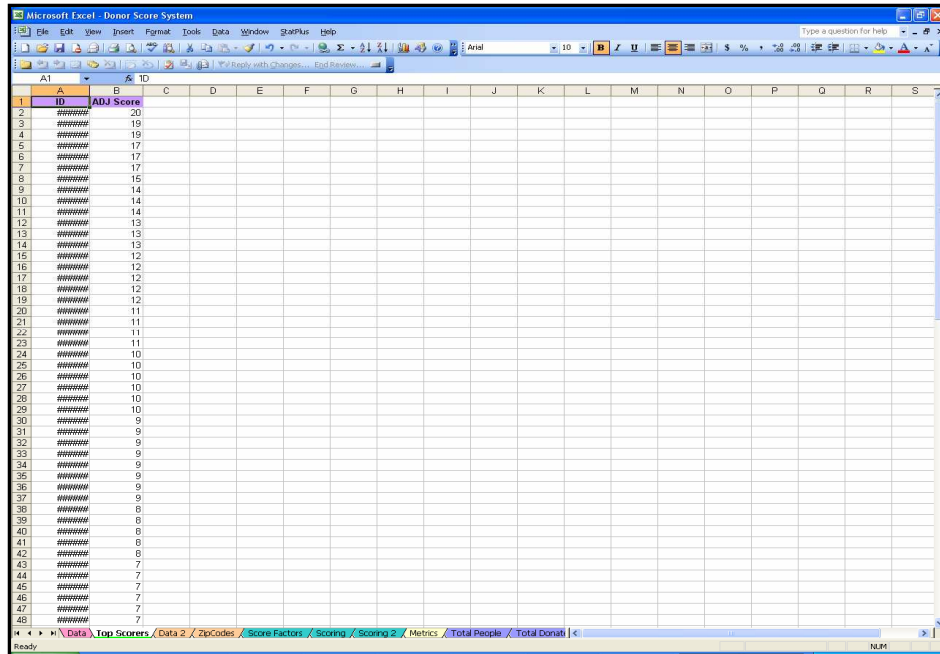 Microsoft Excel - Donor Score System
File Edit View Insert Format Tools Data Window StatPlus Help
Type a question for help
Arial 10 B I U $ % ,
Reply with Changes... End Review...
A1 fx ID
A B C D E F G H I J K L M N O P Q R S
1 ID ADJ Score
2 ####### 20
3 ####### 19
4 ####### 19
5 ####### 17
6 ####### 17
7 ####### 17
8 ####### 15
9 ####### 14
10 ####### 14
11 ####### 14
12 ####### 13
13 ####### 13
14 ####### 13
15 ####### 12
16 ####### 12
17 ####### 12
18 ####### 12
19 ####### 12
20 ####### 11
21 ####### 11
22 ####### 11
23 ####### 11
24 ####### 10
25 ####### 10
26 ####### 10
27 ####### 10
28 ####### 10
29 ####### 10
30 ####### 9
31 ####### 9
32 ####### 9
33 ####### 9
34 ####### 9
35 ####### 9
36 ####### 9
37 ####### 9
38 ####### 8
39 ####### 8
40 ####### 8
41 ####### 8
42 ####### 8
43 ####### 7
44 ####### 7
45 ####### 7
46 ####### 7
47 ####### 7
48 ####### 7
Data Top Scorers Data 2 ZipCodes Score Factors Scoring Scoring 2 Metrics Total People Total Donati
Ready NUM